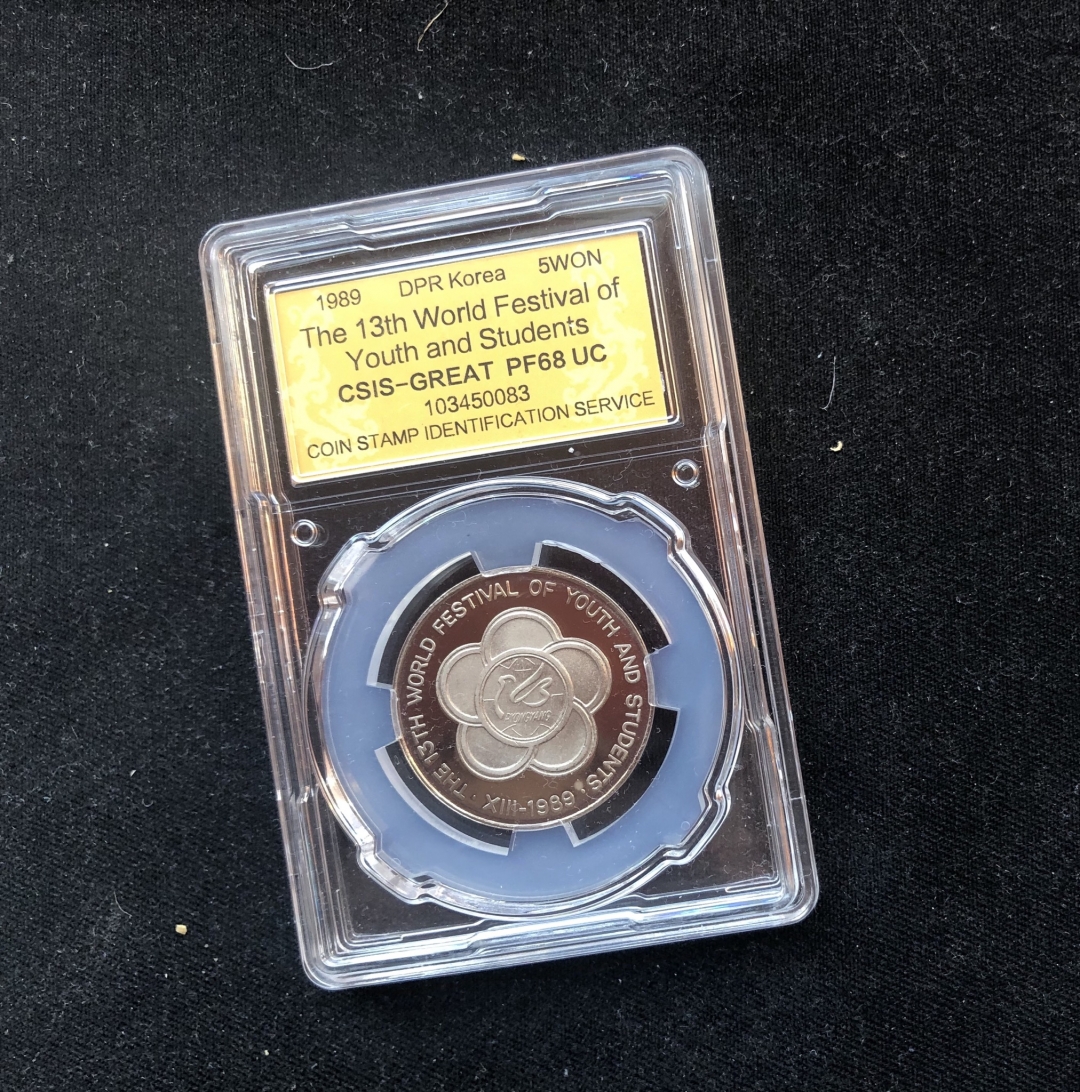 1989 DPR Korea 5WON
The 13th World Festival of
Youth and Students
CSIS-GREAT PF68 UC
103450083
COIN STAMP IDENTIFICATION SERVICE
THE 13TH WORLD FESTIVAL OF YOUTH AND STUDENTS
· XIII-1989 ·
PYONGYANG